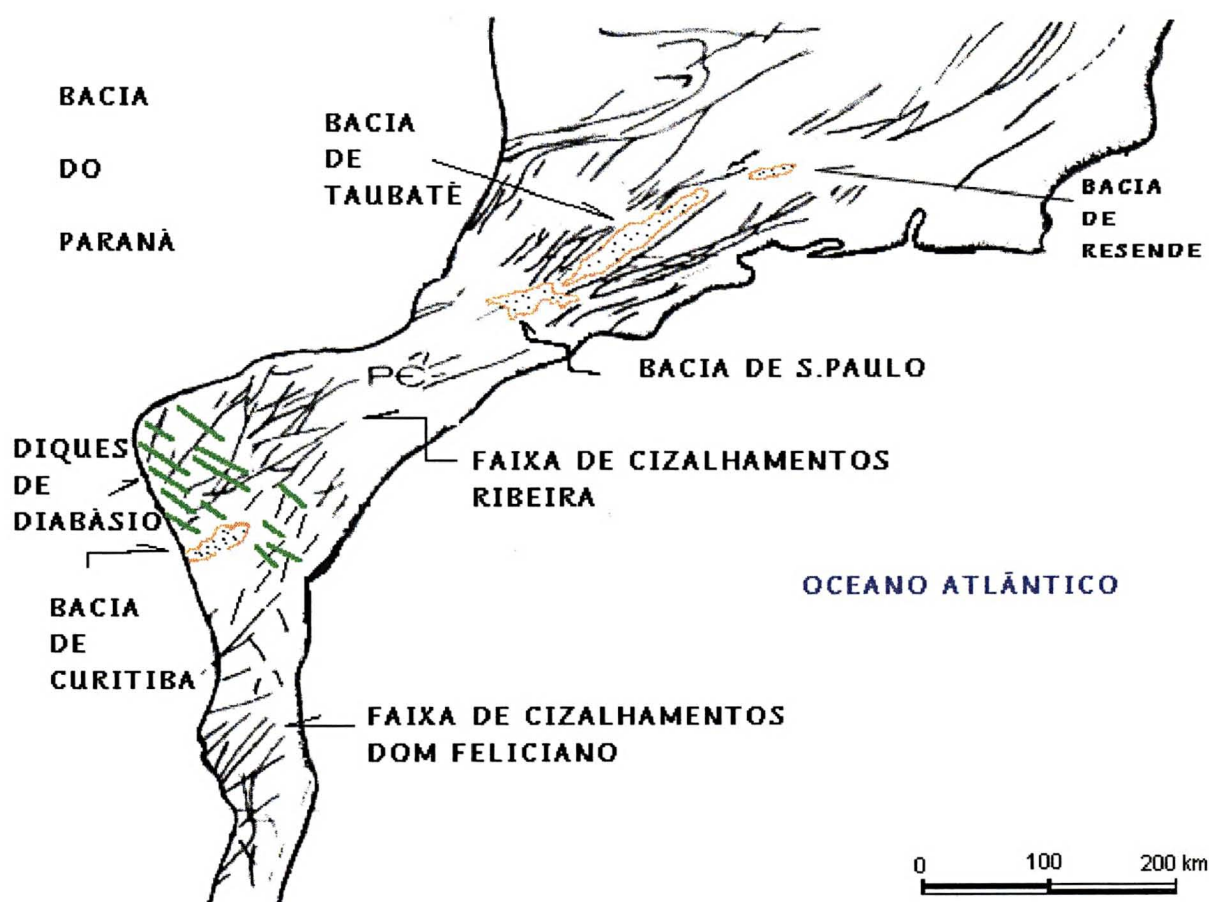 BACIA
DO
PARANÀ
BACIA
DE
TAUBATÈ
BACIA
DE
RESENDE
BACIA DE S.PAULO
PЄ
FAIXA DE CIZALHAMENTOS
RIBEIRA
DIQUES
DE
DIABÀSIO
BACIA
DE
CURITIBA
OCEANO ATLÂNTICO
FAIXA DE CIZALHAMENTOS
DOM FELICIANO
0 100 200 km